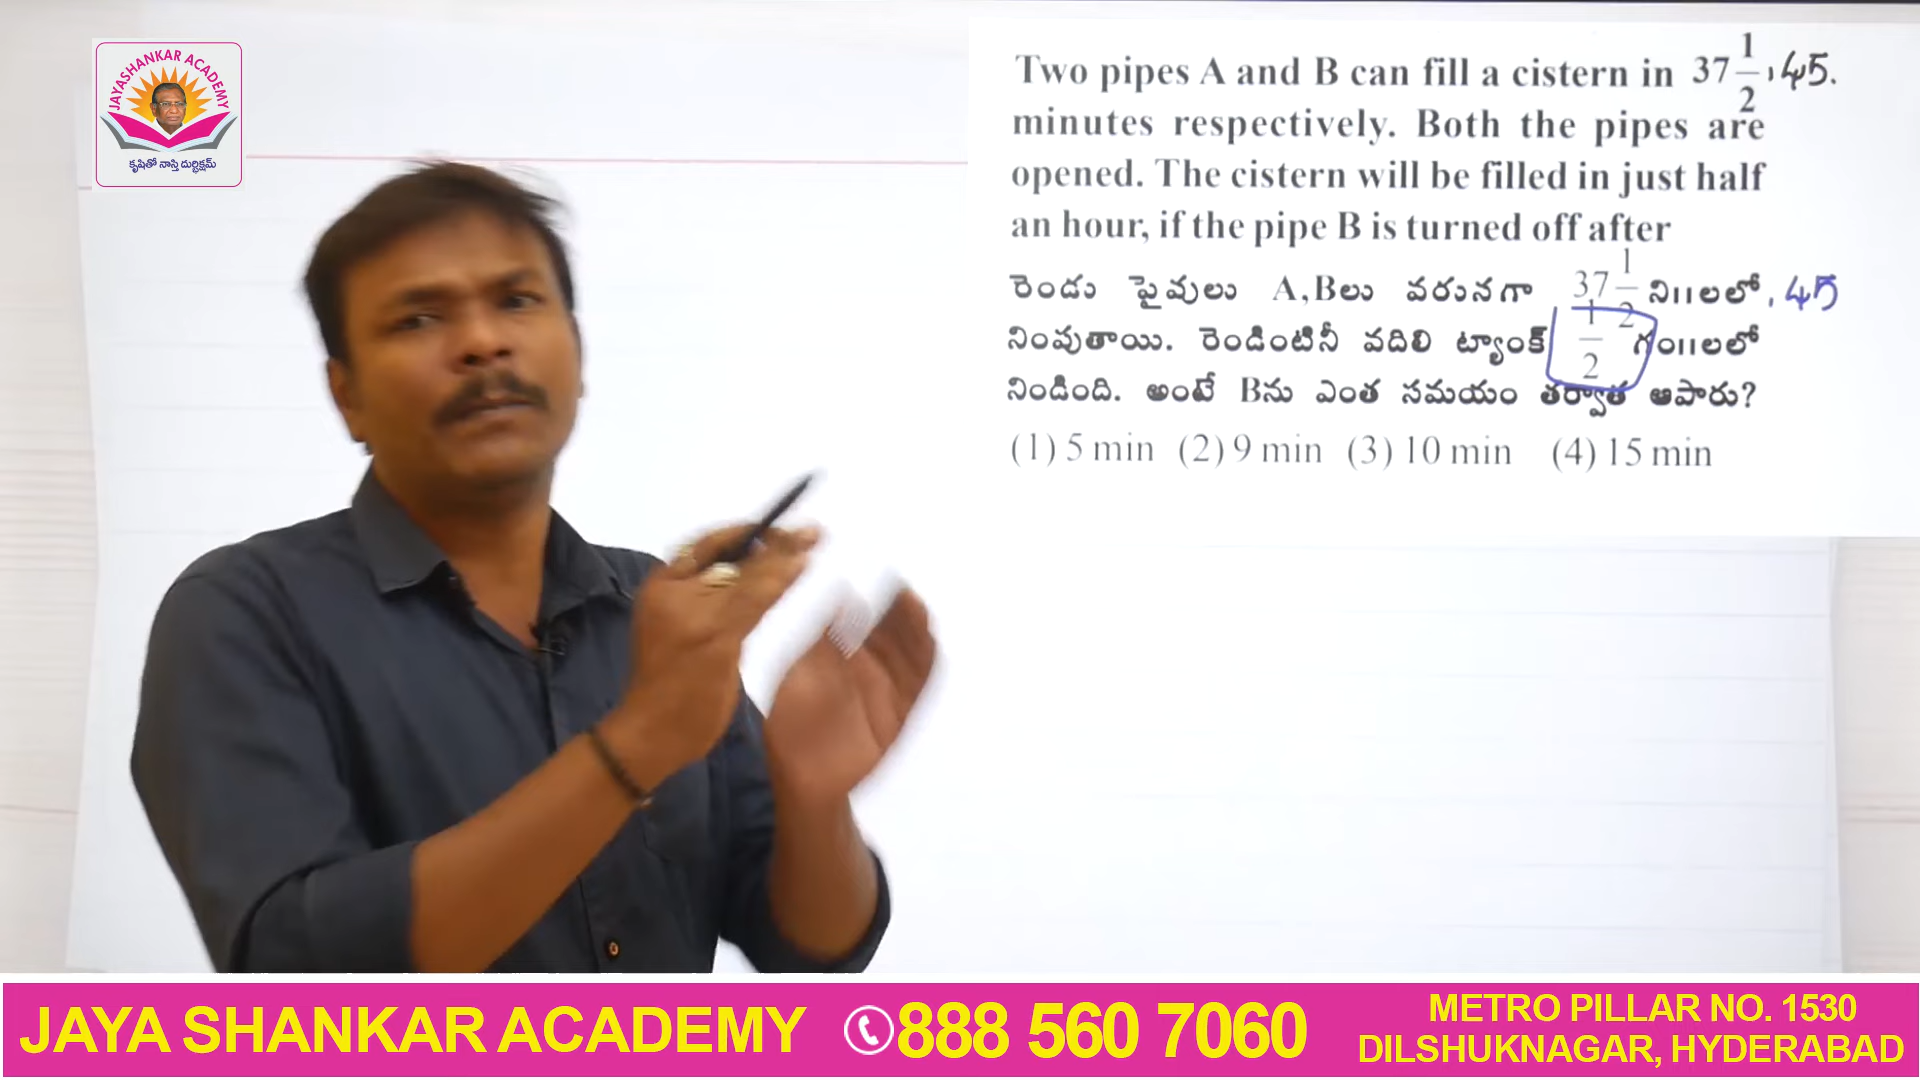 JAYASHANKAR ACADEMY
కృషితో నాస్తి దుర్భిక్షమ్
Two pipes A and B can fill a cistern in 37 1/2, 45.
minutes respectively. Both the pipes are
opened. The cistern will be filled in just half
an hour, if the pipe B is turned off after
రెండు పైవులు A,Bలు వరునగా 37 1/2 ని॥లలో, 45
నింవుతాయి. రెండింటినీ వదిలి ట్యాంక్ 1/2 గం॥లలో
నిండింది. అంటే Bను ఎంత సమయం తర్వాత ఆపారు?
(1) 5 min (2) 9 min (3) 10 min (4) 15 min
JAYA SHANKAR ACADEMY 888 560 7060
METRO PILLAR NO. 1530
DILSHUKNAGAR, HYDERABAD